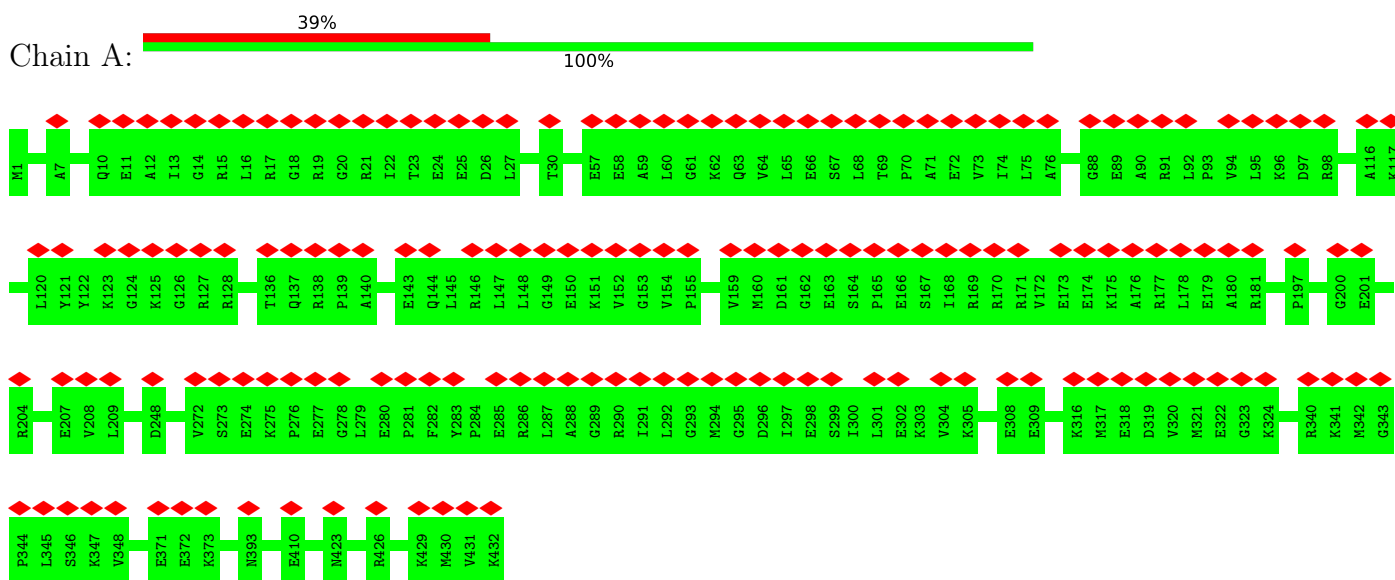 39%
Chain A:
100%
M1 A7 Q10 E11 A12 I13 G14 R15 L16 R17 G18 R19 G20 R21 I22 T23 E24 E25 D26 L27 T30 E57 E58 A59 L60 G61 K62 Q63 V64 L65 E66 S67 L68 T69 P70 A71 E72 V73 I74 L75 A76 G88 E89 A90 R91 L92 P93 V94 L95 K96 D97 R98 A116 K117
L120 Y121 Y122 K123 G124 K125 G126 R127 R128 T136 Q137 R138 P139 A140 E143 Q144 L145 R146 L147 L148 G149 E150 K151 V152 G153 V154 P155 V159 M160 D161 G162 E163 S164 P165 E166 S167 I168 R169 R170 R171 V172 E173 E174 K175 A176 R177 L178 E179 A180 R181 P197 G200 E201
R204 E207 V208 L209 D248 V272 S273 E274 K275 P276 E277 G278 L279 E280 P281 F282 Y283 P284 E285 R286 L287 A288 G289 R290 I291 L292 G293 M294 G295 D296 I297 E298 S299 I300 L301 E302 K303 V304 K305 E308 E309 K316 M317 E318 D319 V320 M321 E322 G323 K324 R340 K341 M342 G343
P344 L345 S346 K347 V348 E371 E372 K373 N393 E410 N423 R426 K429 M430 V431 K432